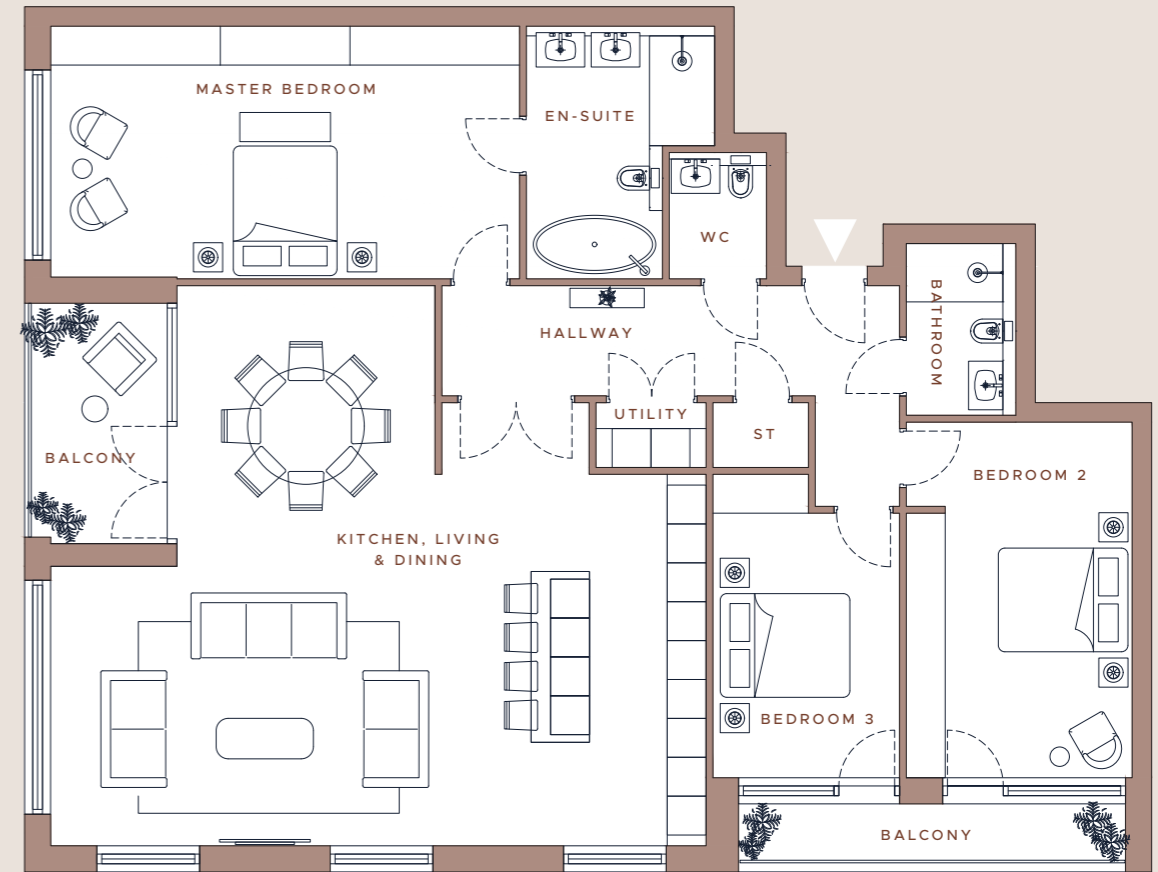 MASTER BEDROOM
EN-SUITE
WC
BATHROOM
HALLWAY
UTILITY
ST
BALCONY
BEDROOM 2
KITCHEN, LIVING
& DINING
BEDROOM 3
BALCONY